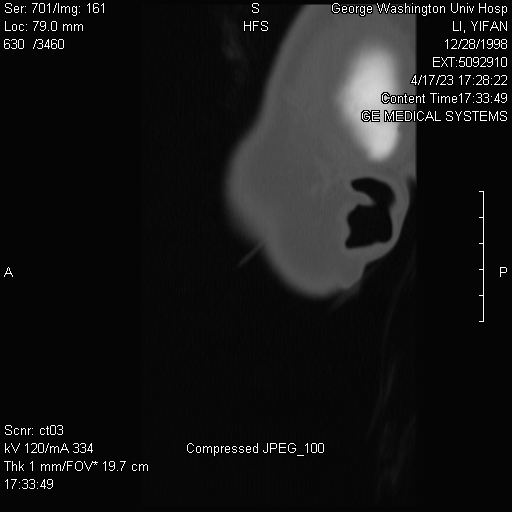 Ser: 701/Img: 161
Loc: 79.0 mm
630 /3460
S
HFS
George Washington Univ Hosp
LI, YIFAN
12/28/1998
EXT:5092910
4/17/23 17:28:22
Content Time17:33:49
GE MEDICAL SYSTEMS
A
P
Scnr: ct03
kV 120/mA 334
Thk 1 mm/FOV* 19.7 cm
17:33:49
Compressed JPEG_100